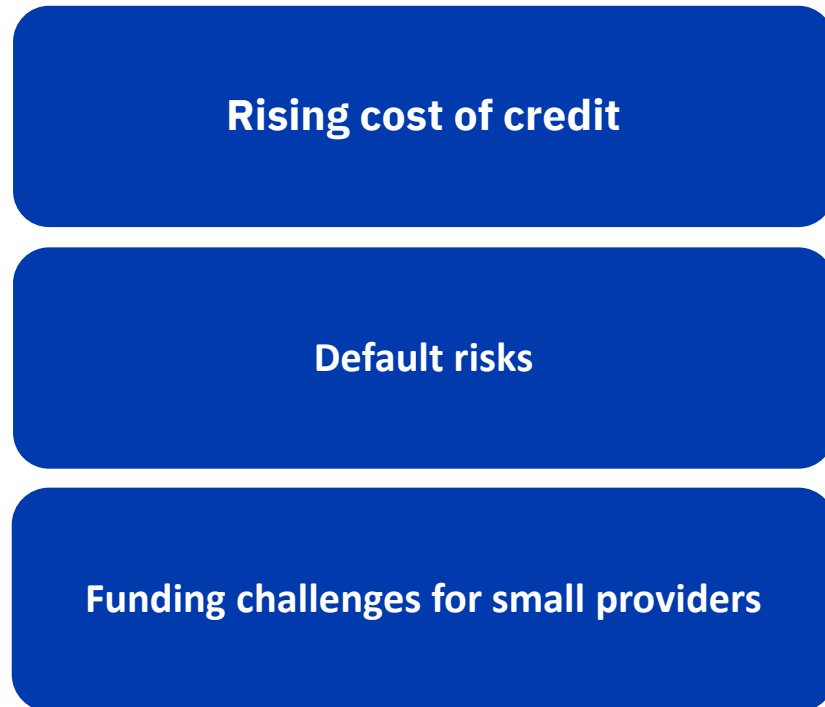 Rising cost of credit
Default risks
Funding challenges for small providers